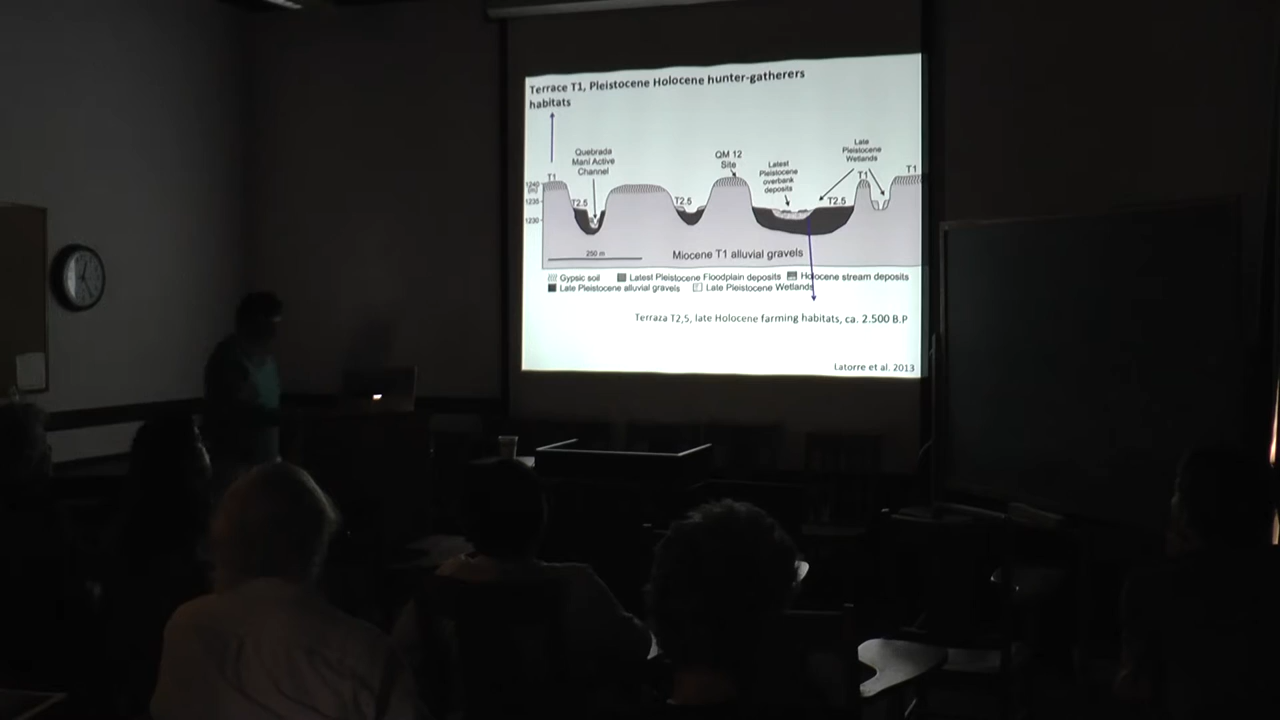 Terrace T1, Pleistocene Holocene hunter-gatherers
habitats
Quebrada
Maní Active
Channel
QM 12
Site
Latest
Pleistocene
overbank
deposits
Late
Pleistocene
Wetlands
T1
T1
T1
T2.5
T2.5
T2.5
1240
(m)
1235
1230
250 m
Miocene T1 alluvial gravels
Gypsic soil Latest Pleistocene Floodplain deposits Holocene stream deposits
Late Pleistocene alluvial gravels Late Pleistocene Wetlands
Terraza T2,5, late Holocene farming habitats, ca. 2.500 B.P
Latorre et al. 2013